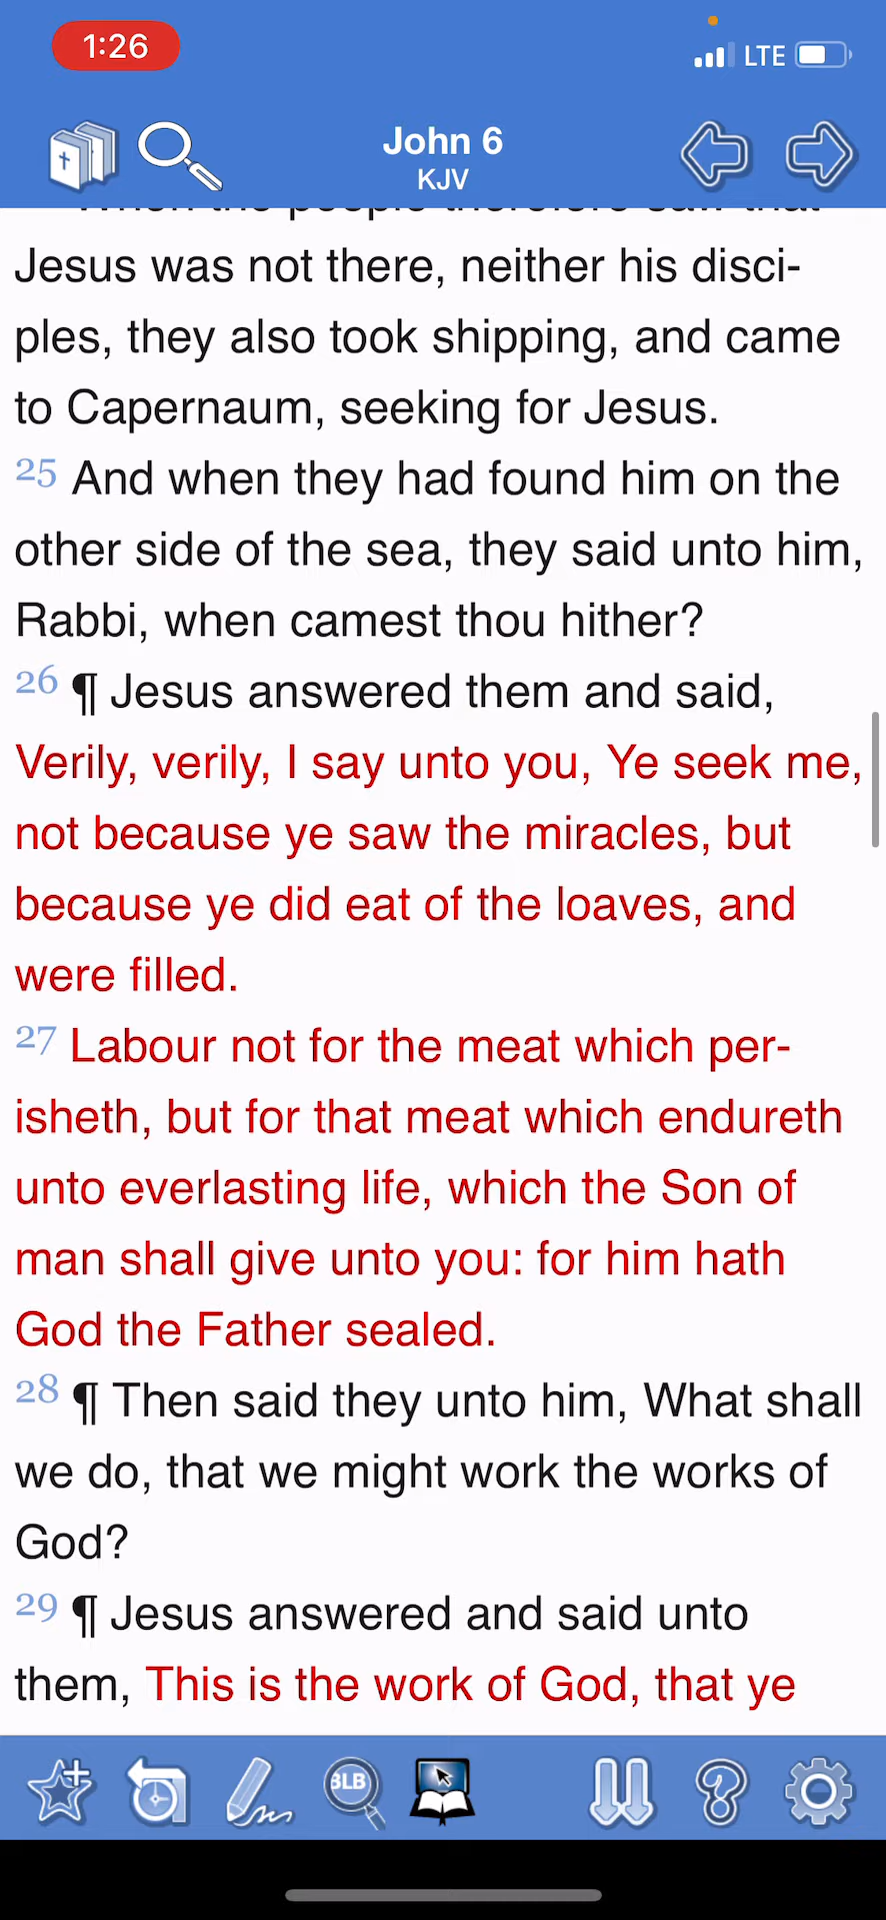 1:26
LTE
John 6
KJV
When the people therefore saw that
Jesus was not there, neither his disci-
ples, they also took shipping, and came
to Capernaum, seeking for Jesus.
25 And when they had found him on the
other side of the sea, they said unto him,
Rabbi, when camest thou hither?
26 ¶ Jesus answered them and said,
Verily, verily, I say unto you, Ye seek me,
not because ye saw the miracles, but
because ye did eat of the loaves, and
were filled.
27 Labour not for the meat which per-
isheth, but for that meat which endureth
unto everlasting life, which the Son of
man shall give unto you: for him hath
God the Father sealed.
28 ¶ Then said they unto him, What shall
we do, that we might work the works of
God?
29 ¶ Jesus answered and said unto
them, This is the work of God, that ye
BLB